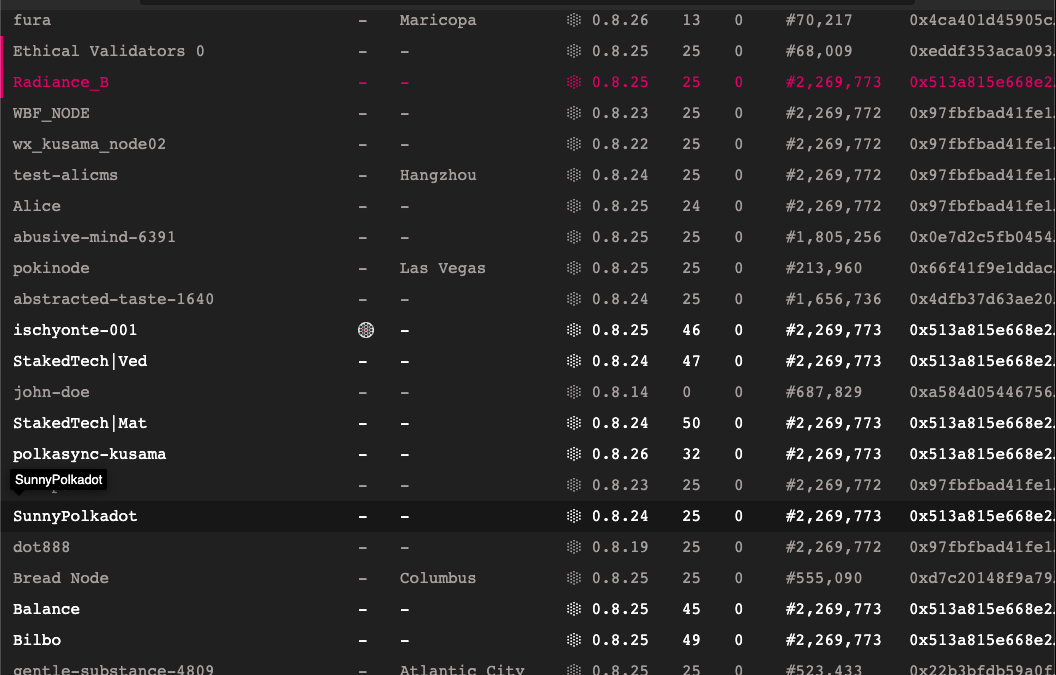 fura – Maricopa 0.8.26 13 0 #70,217 0x4ca401d45905c…
Ethical Validators 0 – – 0.8.25 25 0 #68,009 0xeddf353aca093…
Radiance_B – – 0.8.25 25 0 #2,269,773 0x513a815e668e2…
WBF_NODE – – 0.8.23 25 0 #2,269,772 0x97fbfbad41fe1…
wx_kusama_node02 – – 0.8.22 25 0 #2,269,772 0x97fbfbad41fe1…
test-alicms – Hangzhou 0.8.24 25 0 #2,269,772 0x97fbfbad41fe1…
Alice – – 0.8.25 24 0 #2,269,772 0x97fbfbad41fe1…
abusive-mind-6391 – – 0.8.25 25 0 #1,805,256 0x0e7d2c5fb0454…
pokinode – Las Vegas 0.8.25 25 0 #213,960 0x66f41f9e1ddac…
abstracted-taste-1640 – – 0.8.24 25 0 #1,656,736 0x4dfb37d63ae20…
ischyonte-001 – 0.8.25 46 0 #2,269,773 0x513a815e668e2…
StakedTech|Ved – – 0.8.24 47 0 #2,269,773 0x513a815e668e2…
john-doe – – 0.8.14 0 0 #687,829 0xa584d05446756…
StakedTech|Mat – – 0.8.24 50 0 #2,269,773 0x513a815e668e2…
polkasync-kusama – – 0.8.26 32 0 #2,269,773 0x513a815e668e2…
SunnyPolkadot
– – 0.8.23 25 0 #2,269,772 0x97fbfbad41fe1…
SunnyPolkadot – – 0.8.24 25 0 #2,269,773 0x513a815e668e2…
dot888 – – 0.8.19 25 0 #2,269,772 0x97fbfbad41fe1…
Bread Node – Columbus 0.8.25 25 0 #555,090 0xd7c20148f9a79…
Balance – – 0.8.25 45 0 #2,269,773 0x513a815e668e2…
Bilbo – – 0.8.25 49 0 #2,269,773 0x513a815e668e2…
gentle-substance-4809 – Atlantic City 0.8.25 25 0 #523,433 0x22b3bfdb59a0f…